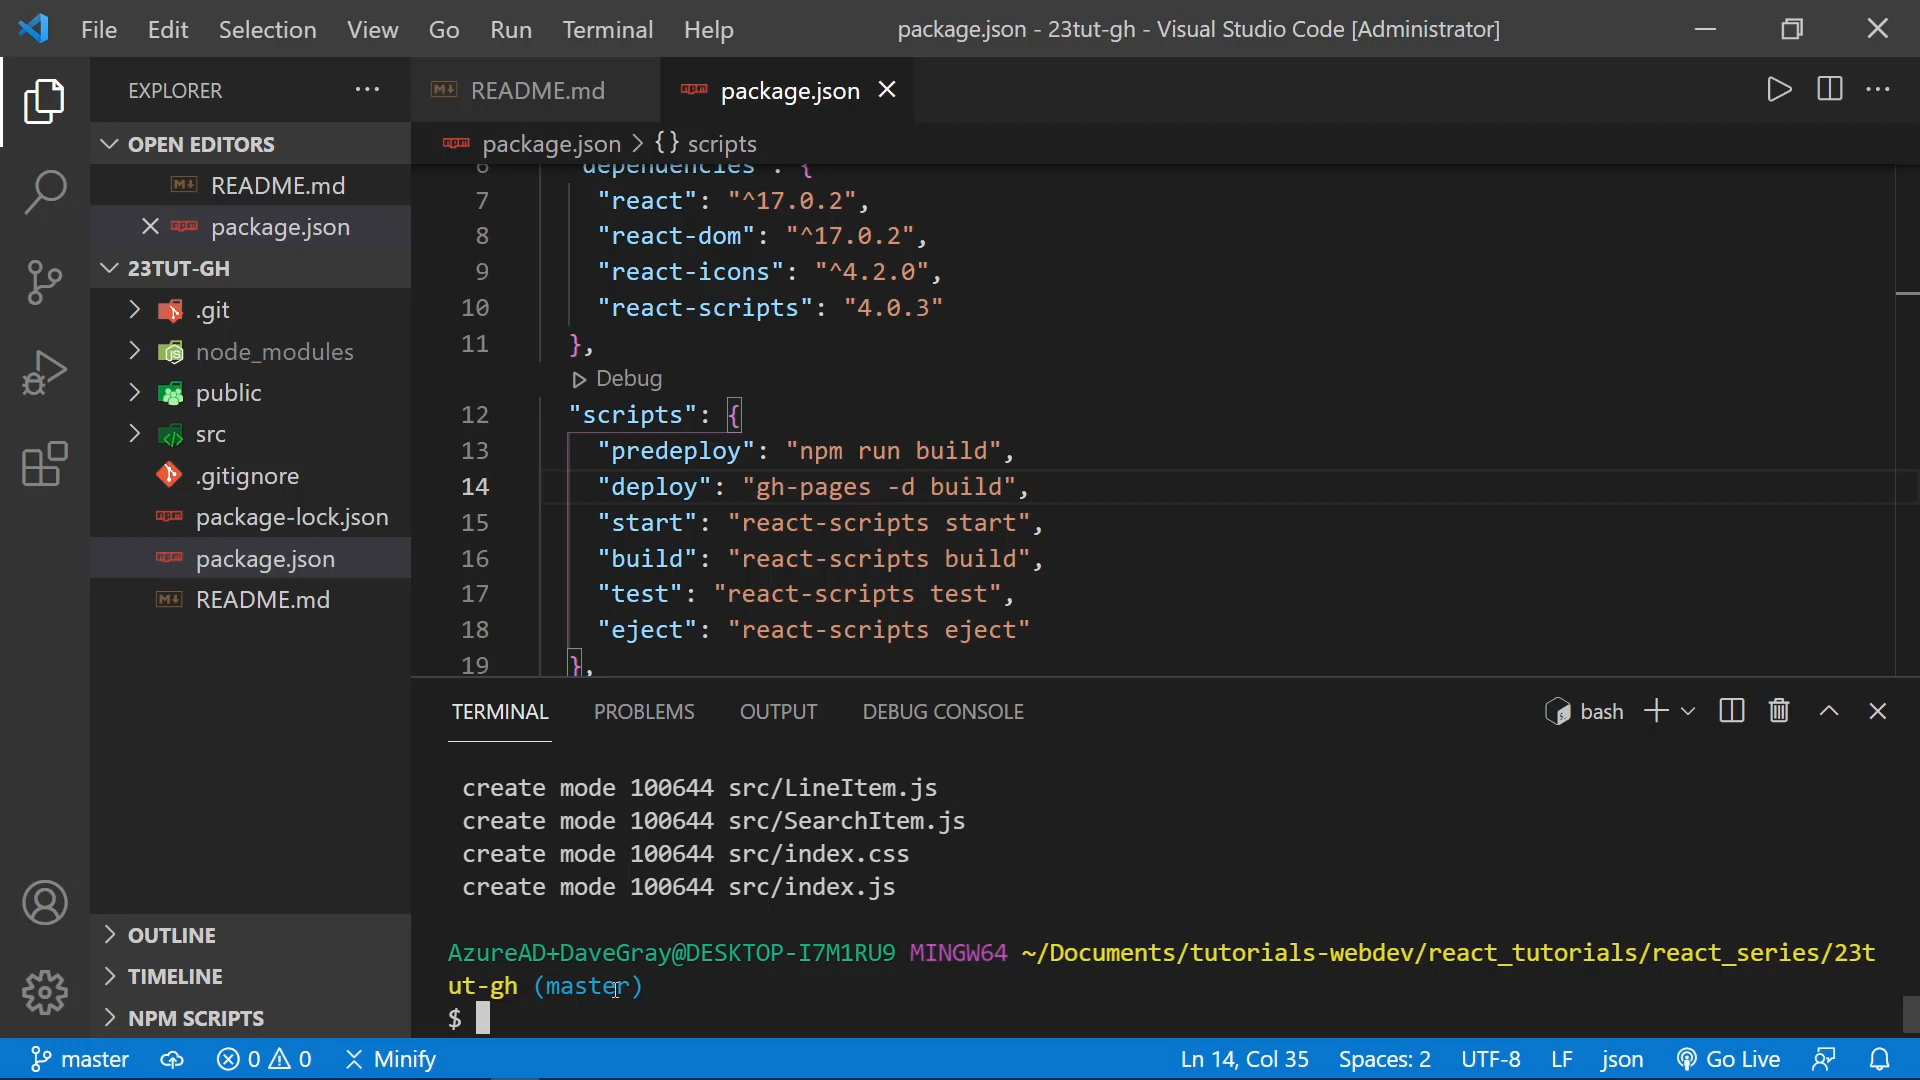 File Edit Selection View Go Run Terminal Help
package.json - 23tut-gh - Visual Studio Code [Administrator]
EXPLORER
OPEN EDITORS
README.md
package.json
23TUT-GH
.git
node_modules
public
src
.gitignore
package-lock.json
package.json
README.md
OUTLINE
TIMELINE
NPM SCRIPTS
README.md
package.json
package.json > {} scripts
6 "dependencies": {
7 "react": "^17.0.2",
8 "react-dom": "^17.0.2",
9 "react-icons": "^4.2.0",
10 "react-scripts": "4.0.3"
11 },
Debug
12 "scripts": {
13 "predeploy": "npm run build",
14 "deploy": "gh-pages -d build",
15 "start": "react-scripts start",
16 "build": "react-scripts build",
17 "test": "react-scripts test",
18 "eject": "react-scripts eject"
19 },
TERMINAL PROBLEMS OUTPUT DEBUG CONSOLE
bash
create mode 100644 src/LineItem.js
create mode 100644 src/SearchItem.js
create mode 100644 src/index.css
create mode 100644 src/index.js
AzureAD+DaveGray@DESKTOP-I7M1RU9 MINGW64 ~/Documents/tutorials-webdev/react_tutorials/react_series/23t
ut-gh (master)
$
master 0 0 Minify
Ln 14, Col 35 Spaces: 2 UTF-8 LF json Go Live